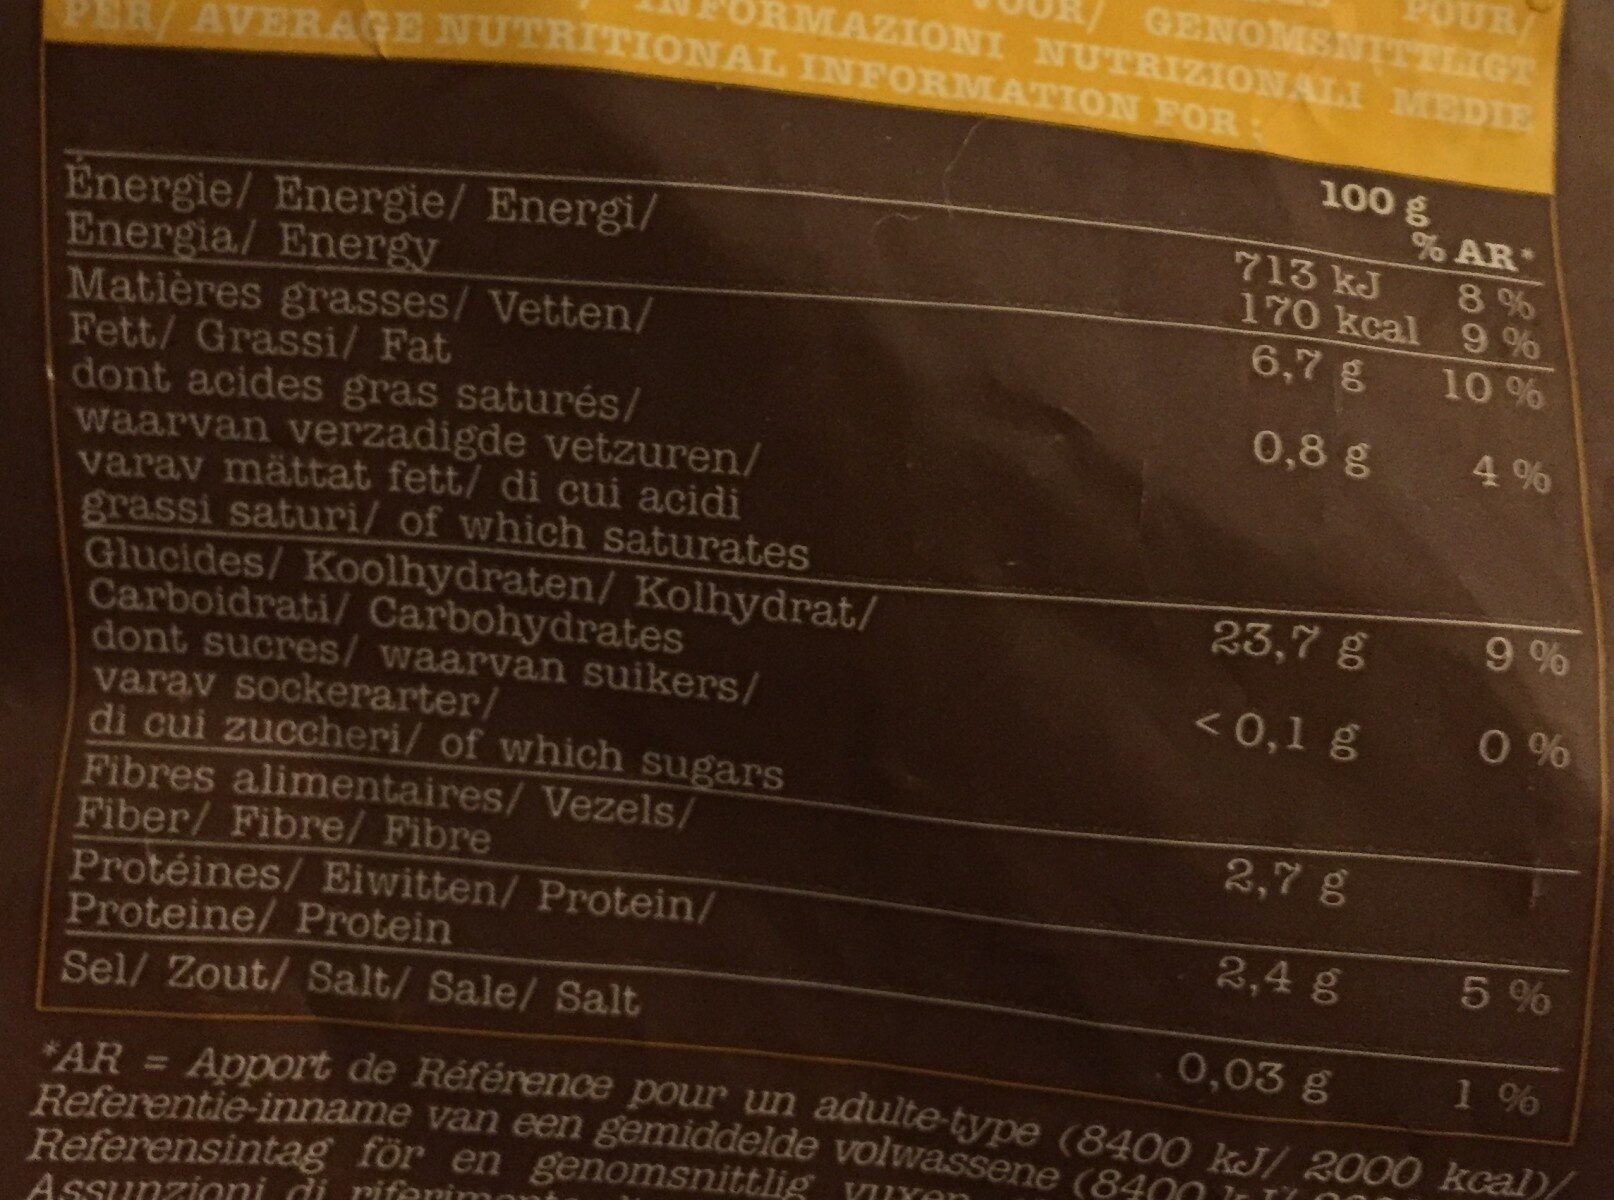 POUR/
VOOR/ GENOMSNITTLIGT
INFORMAZIONI NUTRIZIONALI MEDIE
PER/ AVERAGE NUTRITIONAL INFORMATION FOR :
100 g
% AR*
Énergie/ Energie/ Energi/
Energia/ Energy
713 kJ 8 %
170 kcal 9 %
Matières grasses/ Vetten/
Fett/ Grassi/ Fat
6,7 g 10 %
dont acides gras saturés/
waarvan verzadigde vetzuren/
varav mättat fett/ di cui acidi
grassi saturi/ of which saturates
0,8 g 4 %
Glucides/ Koolhydraten/ Kolhydrat/
Carboidrati/ Carbohydrates
23,7 g 9 %
dont sucres/ waarvan suikers/
varav sockerarter/
di cui zuccheri/ of which sugars
< 0,1 g 0 %
Fibres alimentaires/ Vezels/
Fiber/ Fibre/ Fibre
2,7 g
Protéines/ Eiwitten/ Protein/
Proteine/ Protein
2,4 g 5 %
Sel/ Zout/ Salt/ Sale/ Salt
0,03 g 1 %
*AR = Apport de Référence pour un adulte-type (8400 kJ/ 2000 kcal)/
Referentie-inname van een gemiddelde volwassene (8400
Referensintag för en genomsnittlig vuxen
Assunzioni di